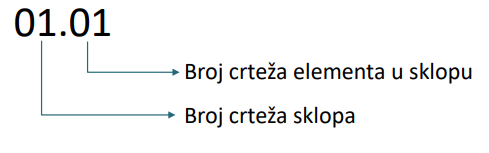 01.01
Broj crteža elementa u sklopu
Broj crteža sklopa